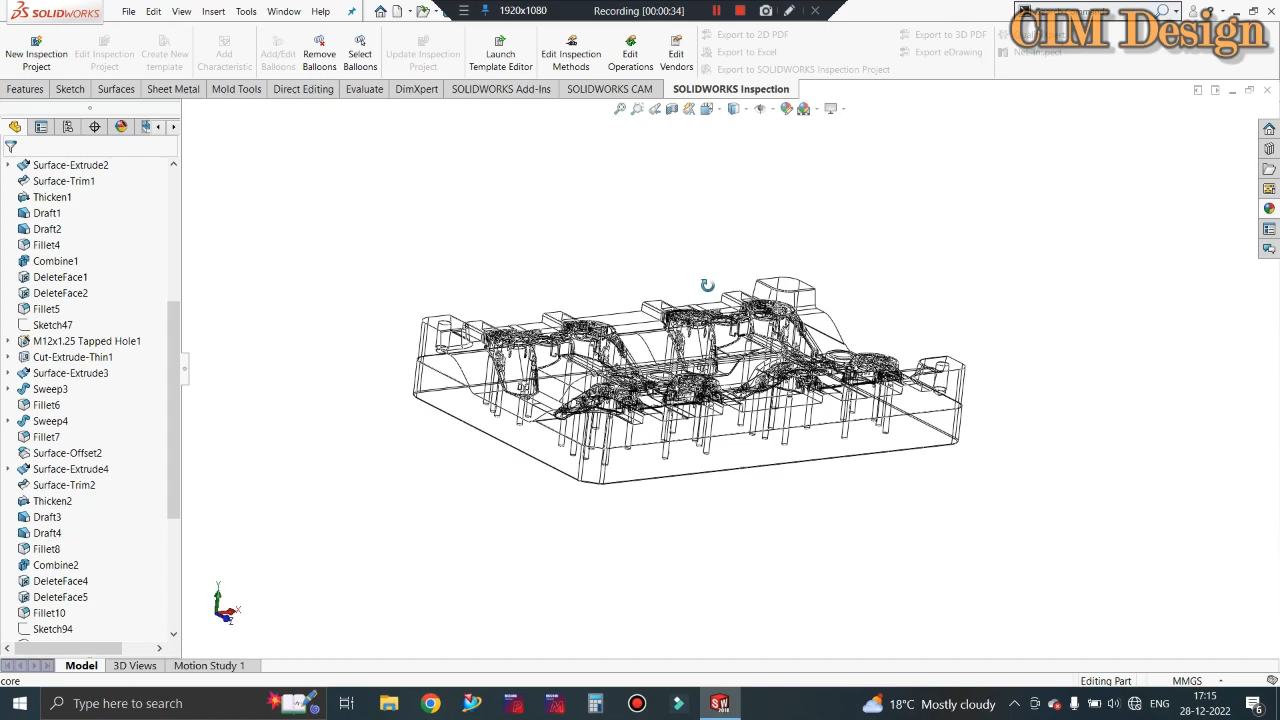 SOLIDWORKS
File Edit View Insert Tools Window Help
1920x1080 Recording [00:00:34]
CIM Design
New Inspection Project
Edit Inspection Project
Create New template
Add Characteristic
Add/Edit Balloons
Remove Balloons
Select Balloons
Update Inspection Project
Launch Template Editor
Edit Inspection Methods
Edit Operations
Edit Vendors
Export to 2D PDF
Export to Excel
Export to SOLIDWORKS Inspection Project
Export to 3D PDF
Export eDrawing
Features Sketch Surfaces Sheet Metal Mold Tools Direct Editing Evaluate DimXpert SOLIDWORKS Add-Ins SOLIDWORKS CAM SOLIDWORKS Inspection
Surface-Extrude2
Surface-Trim1
Thicken1
Draft1
Draft2
Fillet4
Combine1
DeleteFace1
DeleteFace2
Fillet5
Sketch47
M12x1.25 Tapped Hole1
Cut-Extrude-Thin1
Surface-Extrude3
Sweep3
Fillet6
Sweep4
Fillet7
Surface-Offset2
Surface-Extrude4
Surface-Trim2
Thicken2
Draft3
Draft4
Fillet8
Combine2
DeleteFace4
DeleteFace5
Fillet10
Sketch94
Y
X
Z
Model 3D Views Motion Study 1
core Editing Part MMGS
Type here to search
SW 2018
18°C Mostly cloudy
ENG
17:15
28-12-2022
6